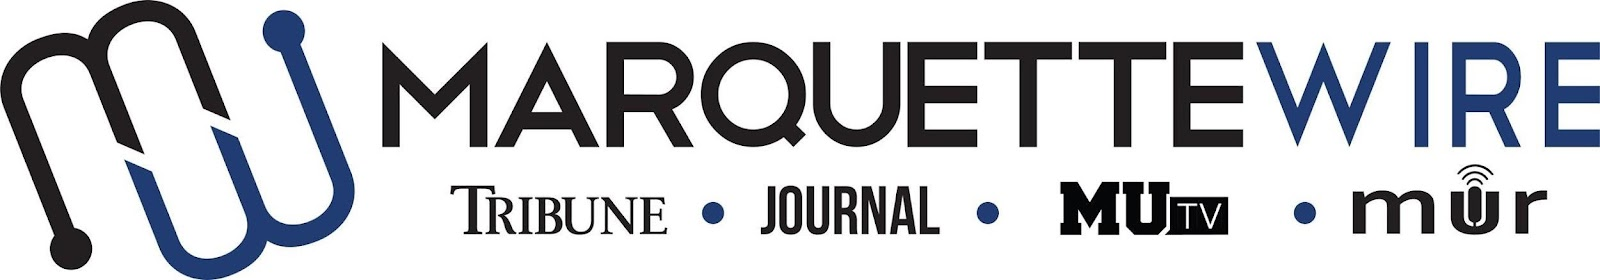 MARQUETTEWIRE
TRIBUNE • JOURNAL • MUTV • mur